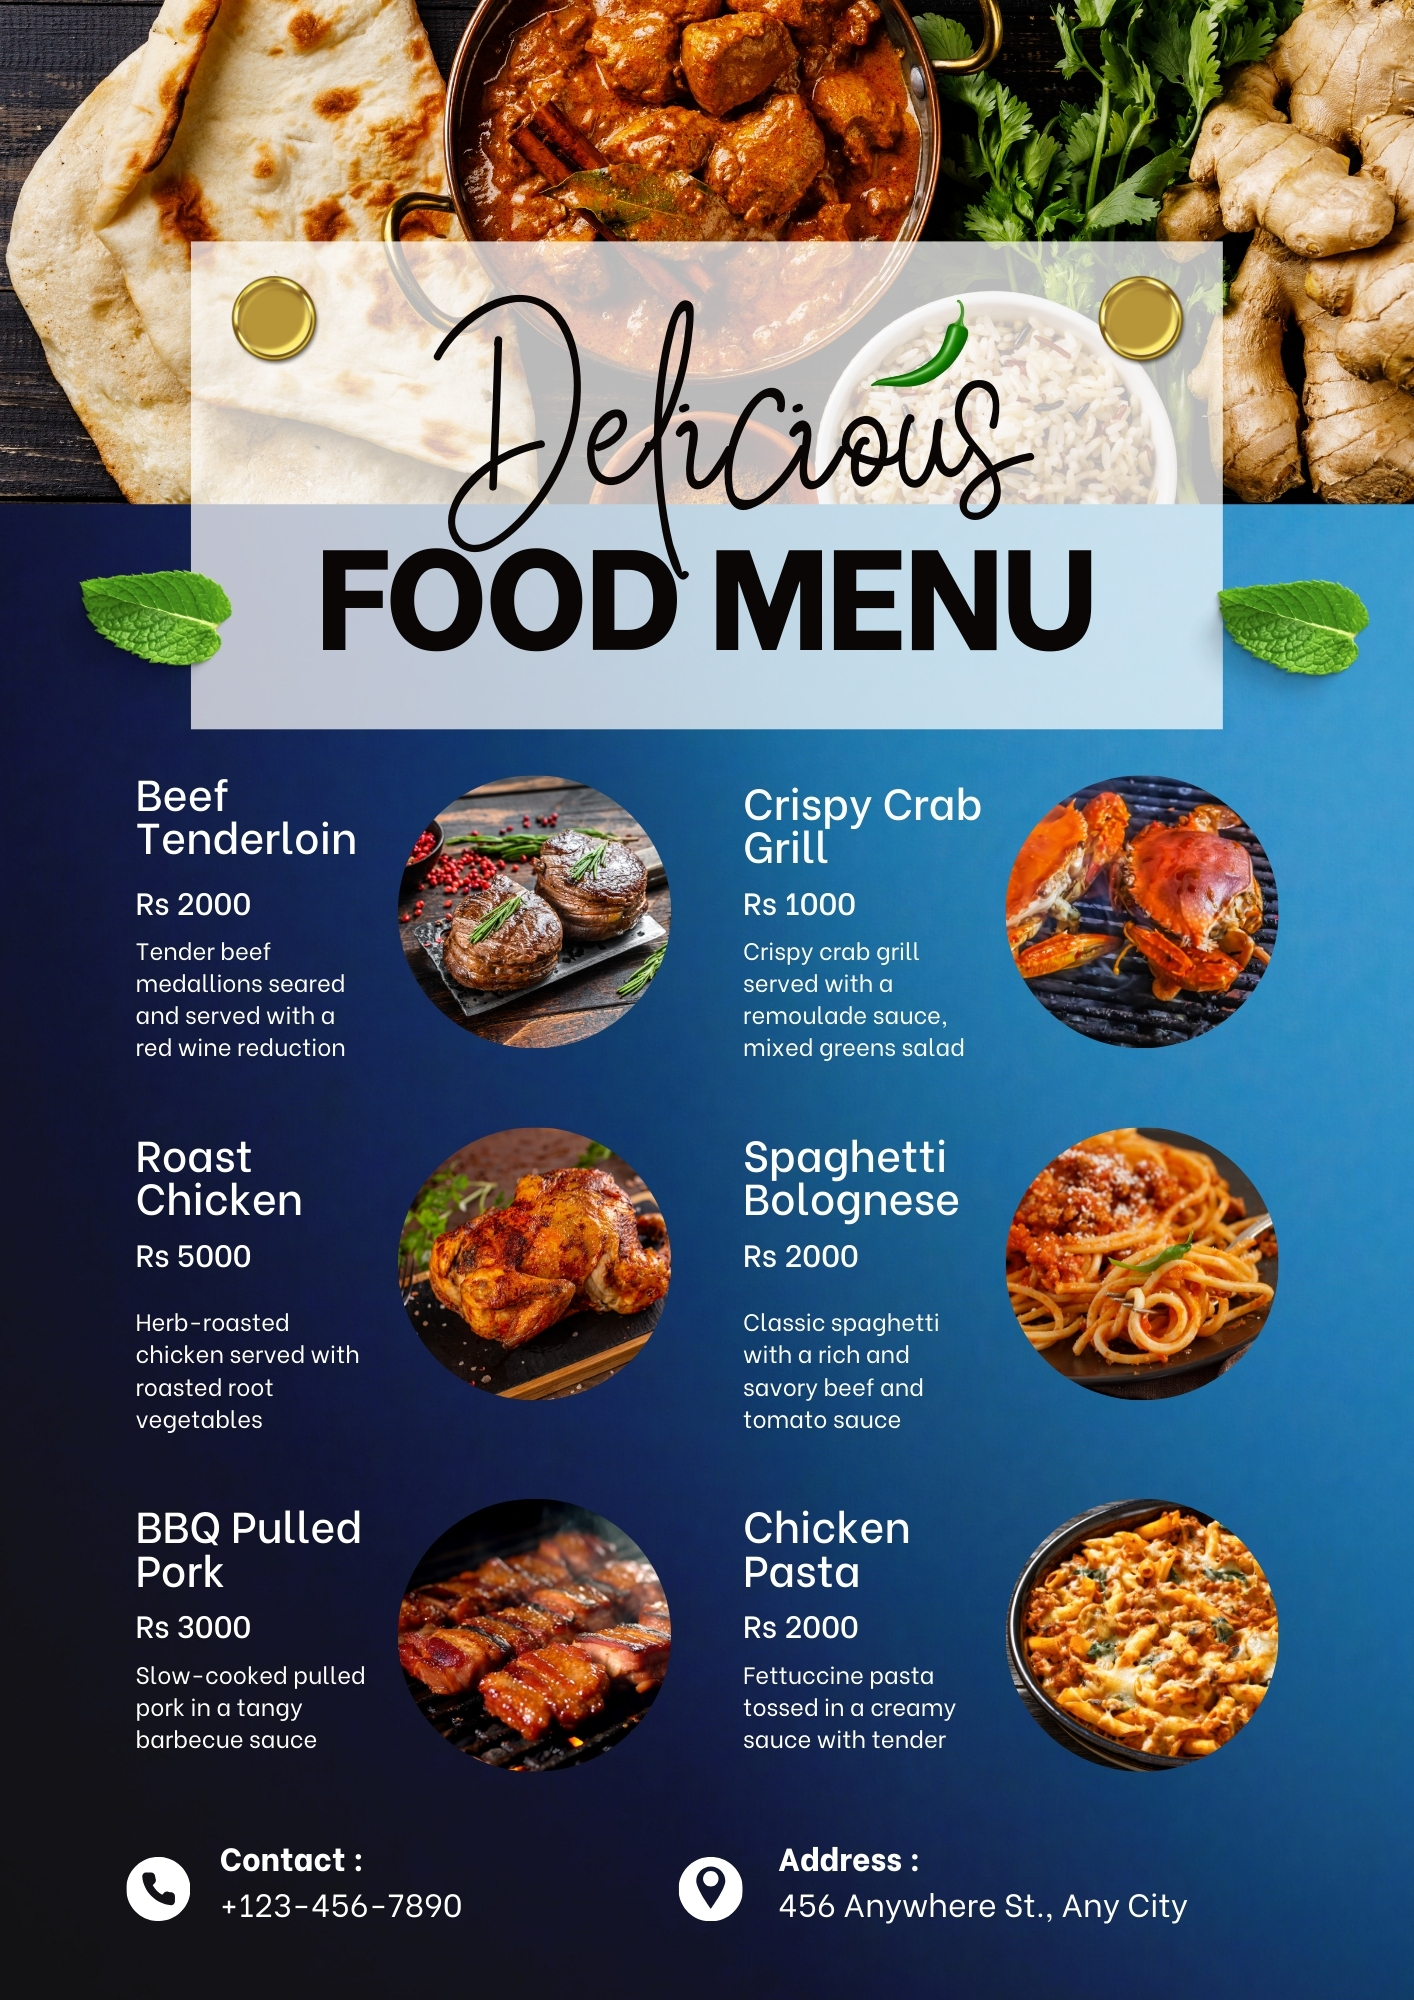 Delicious
FOOD MENU
Beef
Tenderloin
Rs 2000
Tender beef
medallions seared
and served with a
red wine reduction
Crispy Crab
Grill
Rs 1000
Crispy crab grill
served with a
remoulade sauce,
mixed greens salad
Roast
Chicken
Rs 5000
Herb-roasted
chicken served with
roasted root
vegetables
Spaghetti
Bolognese
Rs 2000
Classic spaghetti
with a rich and
savory beef and
tomato sauce
BBQ Pulled
Pork
Rs 3000
Slow-cooked pulled
pork in a tangy
barbecue sauce
Chicken
Pasta
Rs 2000
Fettuccine pasta
tossed in a creamy
sauce with tender
Contact :
+123-456-7890
Address :
456 Anywhere St., Any City